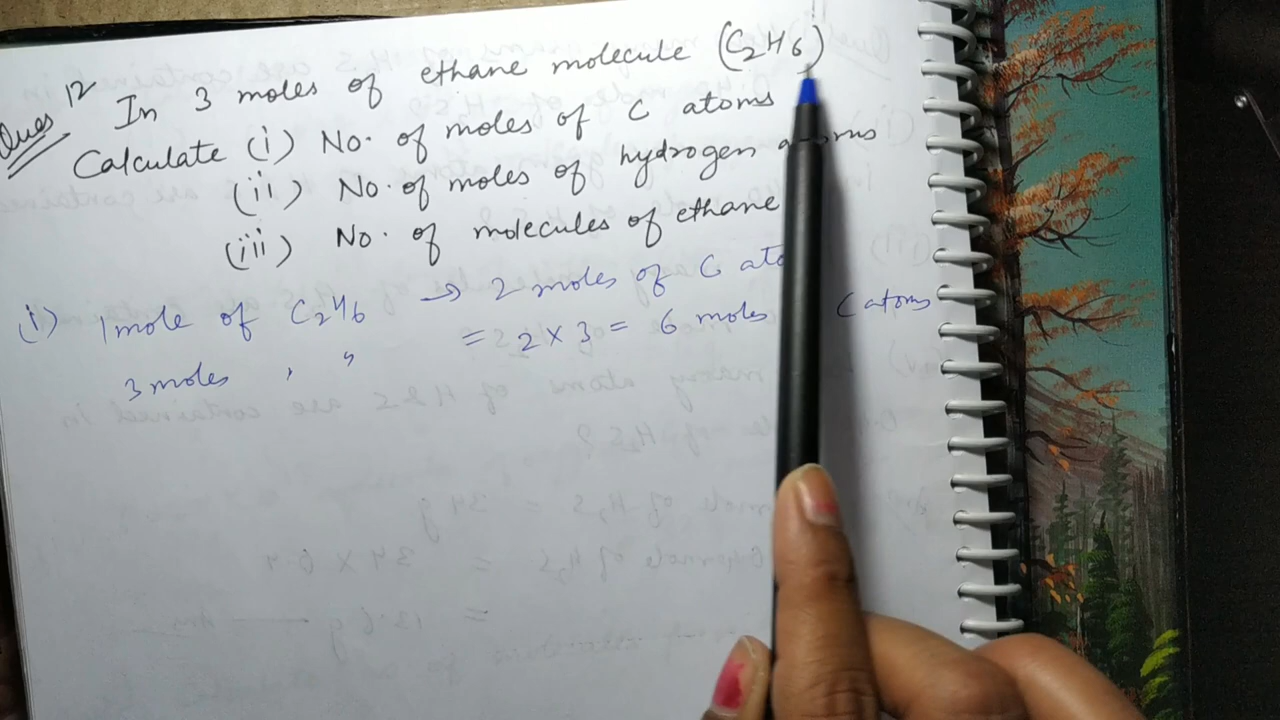 Ques 12 In 3 moles of ethane molecule (C2H6)
Calculate (i) No. of moles of C atoms
(ii) No. of moles of hydrogen atoms
(iii) No. of molecules of ethane
(i) 1 mole of C2H6 → 2 moles of C ato
3 moles , " = 2 × 3 = 6 moles C atoms